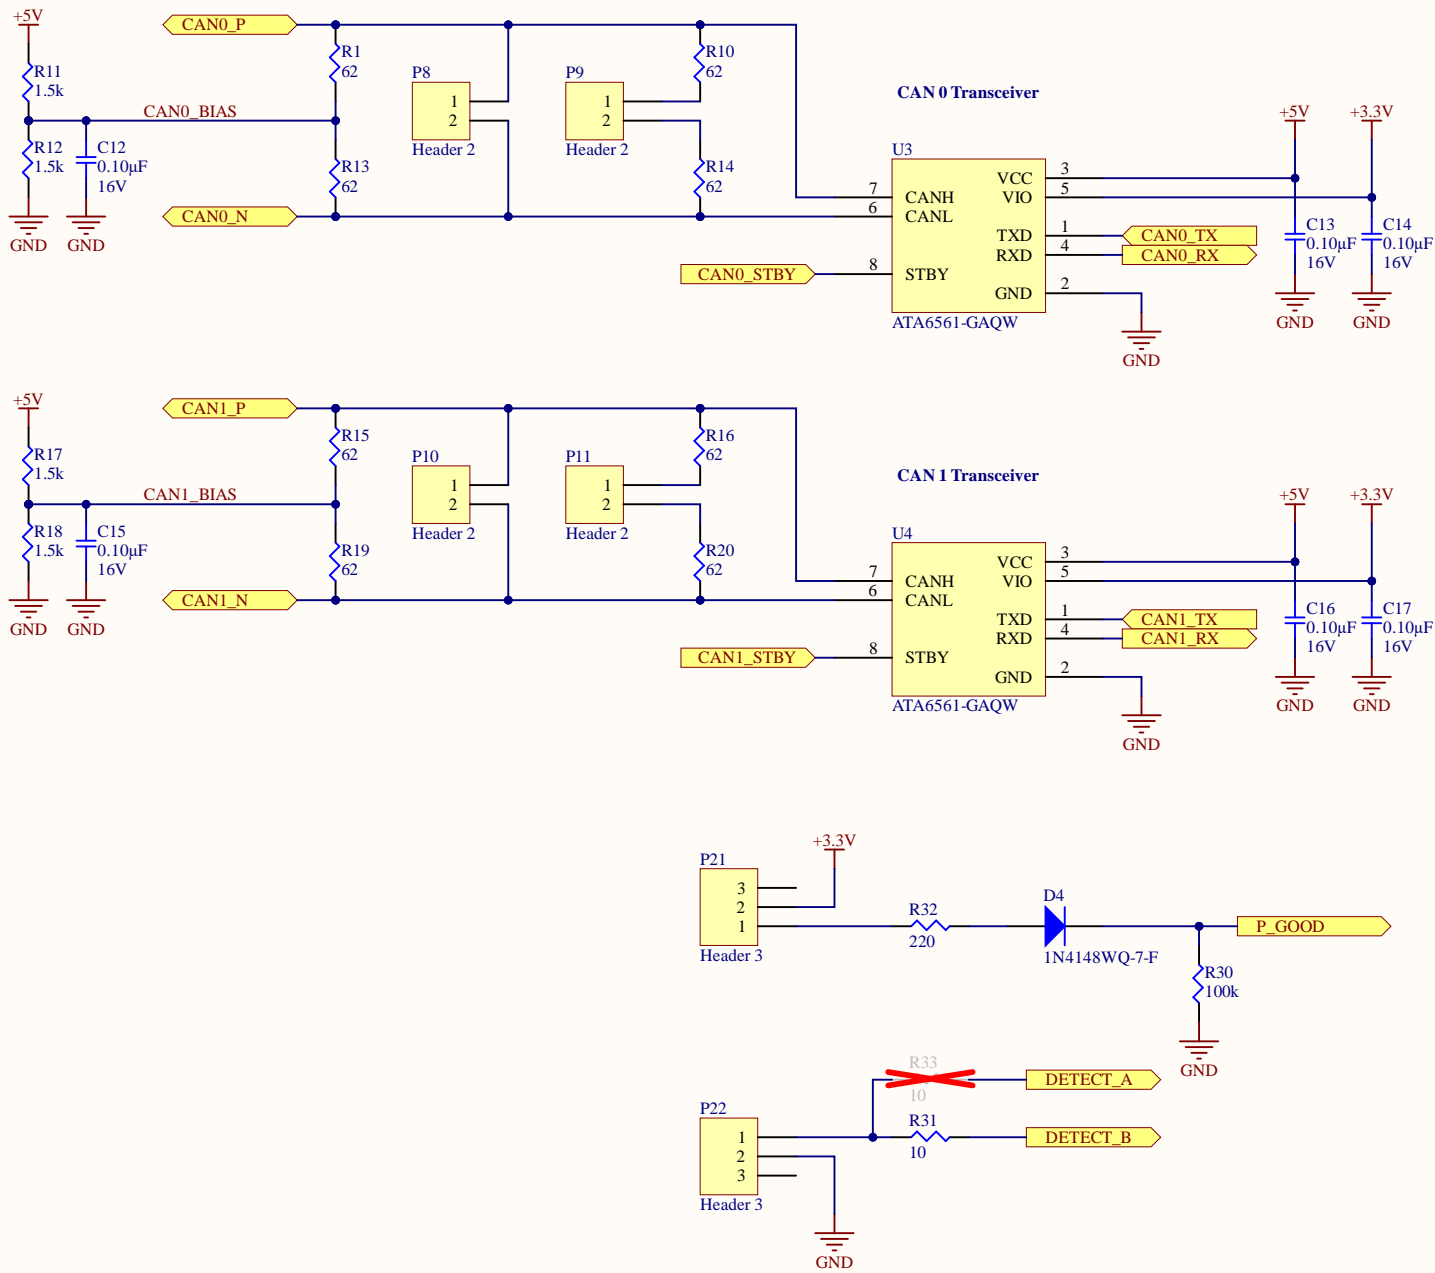 +5V
CAN0_P
R11
1.5k
R1
62
P8
1
2
Header 2
P9
1
2
Header 2
R10
62
CAN0_BIAS
R12
1.5k
C12
0.10µF
16V
R13
62
R14
62
GND
GND
CAN0_N
CAN 0 Transceiver
U3
7
CANH
6
CANL
8
STBY
VCC
3
VIO
5
TXD
1
RXD
4
GND
2
ATA6561-GAQW
CAN0_STBY
CAN0_TX
CAN0_RX
GND
+5V
+3.3V
C13
0.10µF
16V
C14
0.10µF
16V
GND
GND
+5V
CAN1_P
R17
1.5k
R15
62
P10
1
2
Header 2
P11
1
2
Header 2
R16
62
CAN1_BIAS
R18
1.5k
C15
0.10µF
16V
R19
62
R20
62
GND
GND
CAN1_N
CAN 1 Transceiver
U4
7
CANH
6
CANL
8
STBY
VCC
3
VIO
5
TXD
1
RXD
4
GND
2
ATA6561-GAQW
CAN1_STBY
CAN1_TX
CAN1_RX
GND
+5V
+3.3V
C16
0.10µF
16V
C17
0.10µF
16V
GND
GND
+3.3V
P21
3
2
1
Header 3
R32
220
D4
1N4148WQ-7-F
P_GOOD
R30
100k
GND
R33
10
DETECT_A
P22
1
2
3
Header 3
R31
10
DETECT_B
GND